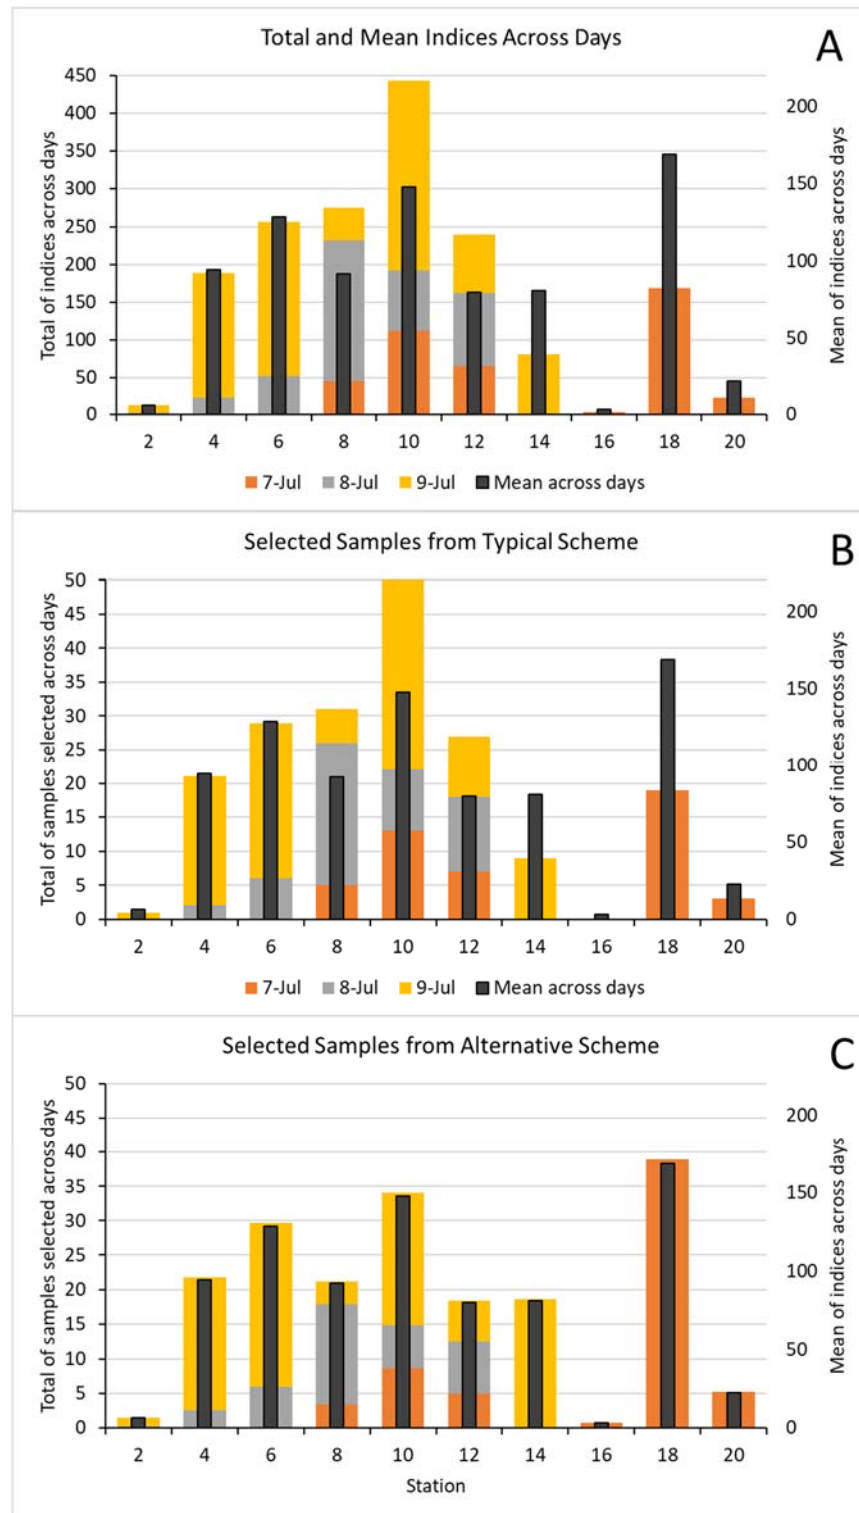 Total and Mean Indices Across Days
A
Total of indices across days
450
400
350
300
250
200
150
100
50
0
200
150
100
50
0
Mean of indices across days
2 4 6 8 10 12 14 16 18 20
7-Jul 8-Jul 9-Jul Mean across days
Selected Samples from Typical Scheme
B
Total of samples selected across days
50
45
40
35
30
25
20
15
10
5
0
200
150
100
50
0
Mean of indices across days
2 4 6 8 10 12 14 16 18 20
7-Jul 8-Jul 9-Jul Mean across days
Selected Samples from Alternative Scheme
C
Total of samples selected across days
50
45
40
35
30
25
20
15
10
5
0
200
150
100
50
0
Mean of indices across days
2 4 6 8 10 12 14 16 18 20
Station